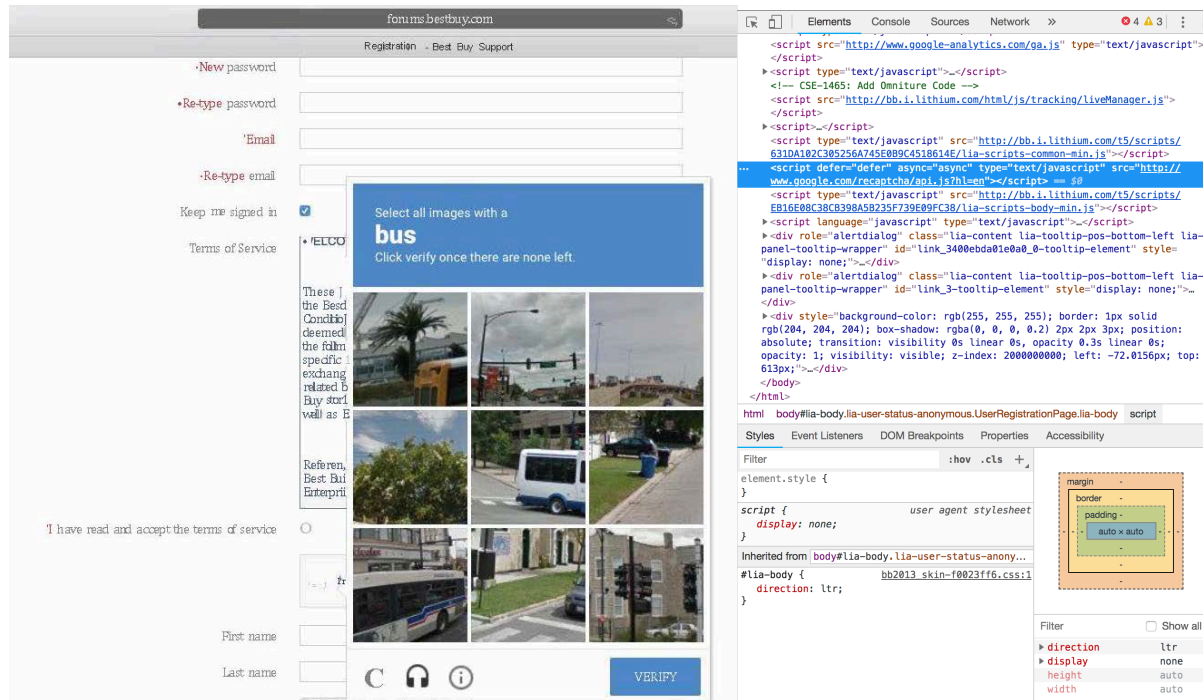 forums.bestbuy.com
Registration - Best Buy Support
·New password
•Re-type password
'Email
·Re-type email
Keep me signed in
Terms of Service
These
the
deemed
the
specific
related
Buy
well as E
Best
'I have read and accept the terms of service
First name
Last name
Select all images with a
bus
Click verify once there are none left.
C
VERIFY
Elements Console Sources Network » 4 3
<script src="http://www.google-analytics.com/ga.js" type="text/javascript">
</script>
▶<script type="text/javascript">…</script>
<!-- CSE-1465: Add Omniture Code -->
<script src="http://bb.i.lithium.com/html/js/tracking/liveManager.js">
</script>
▶<script>…</script>
<script type="text/javascript" src="http://bb.i.lithium.com/t5/scripts/
631DA102C305256A745E0B9C4518614E/lia-scripts-common-min.js"></script>
<script defer="defer" async="async" type="text/javascript" src="http://
www.google.com/recaptcha/api.js?hl=en"></script> == $0
<script type="text/javascript" src="http://bb.i.lithium.com/t5/scripts/
EB16E08C38CB398A5B235F739E09FC38/lia-scripts-body-min.js"></script>
▶<script language="javascript" type="text/javascript">…</script>
▶<div role="alertdialog" class="lia-content lia-tooltip-pos-bottom-left lia-
panel-tooltip-wrapper" id="link_3400ebda01e0a0_0-tooltip-element" style=
"display: none;">…</div>
▶<div role="alertdialog" class="lia-content lia-tooltip-pos-bottom-left lia-
panel-tooltip-wrapper" id="link_3-tooltip-element" style="display: none;">…
</div>
▶<div style="background-color: rgb(255, 255, 255); border: 1px solid
rgb(204, 204, 204); box-shadow: rgba(0, 0, 0, 0.2) 2px 2px 3px; position:
absolute; transition: visibility 0s linear 0s, opacity 0.3s linear 0s;
opacity: 1; visibility: visible; z-index: 2000000000; left: -72.0156px; top:
613px;">…</div>
</body>
</html>
html body#lia-body.lia-user-status-anonymous.UserRegistrationPage.lia-body script
Styles Event Listeners DOM Breakpoints Properties Accessibility
Filter :hov .cls +
element.style {
}
script { user agent stylesheet
display: none;
}
Inherited from body#lia-body.lia-user-status-anony…
#lia-body { bb2013_skin-f0023ff6.css:1
direction: ltr;
}
margin -
border -
padding -
- - - auto × auto - - -
-
-
-
Filter Show all
▶ direction ltr
▶ display none
height auto
width auto